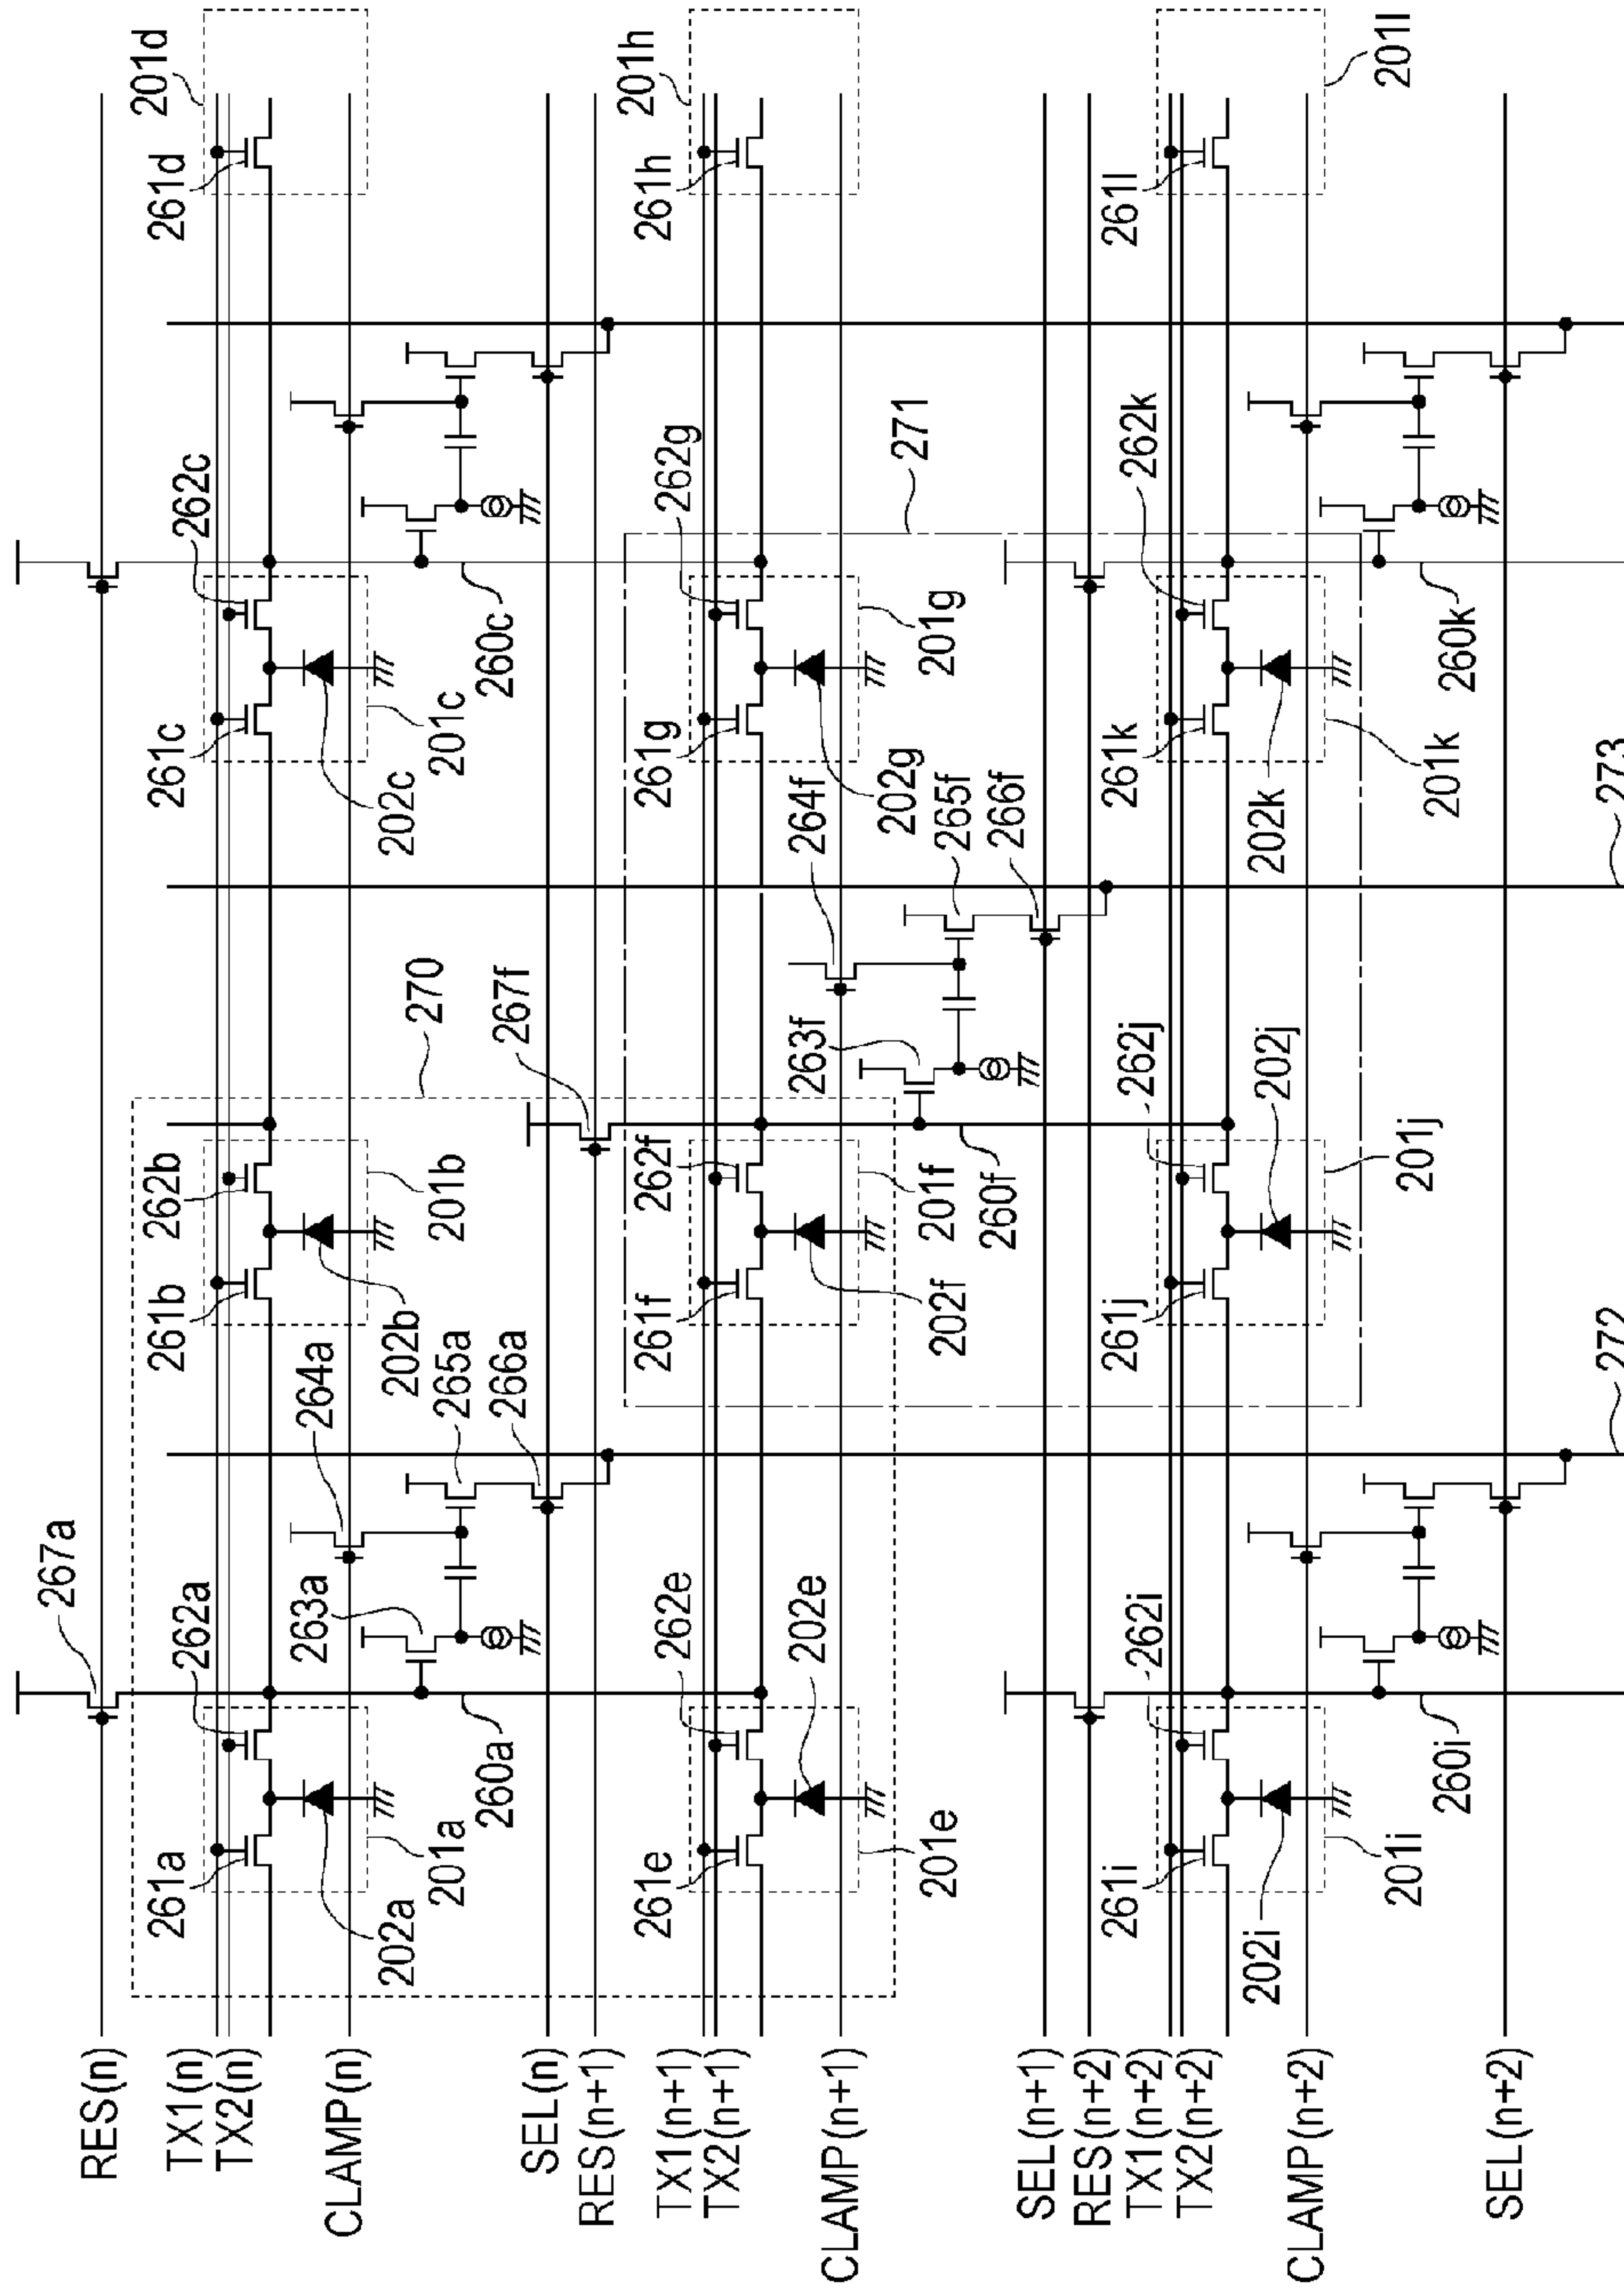 267a
RES(n)
261a 262a 261b 262b 261c 262c 261d 201d
TX1(n)
TX2(n)
263a 264a
CLAMP(n)
202a 202b 202c
201a 265a 201b 270 201c
260a 266a 267f 260c
SEL(n)
RES(n+1)
261e 262e 261f 262f 261g 262g 261h 201h
TX1(n+1)
TX2(n+1)
202e 263f 264f
CLAMP(n+1)
202g
201e 202f 201f 265f 201g 271
260f 266f
SEL(n+1)
RES(n+2)
261i 262i 261j 262j 261k 262k 261l
TX1(n+2)
TX2(n+2)
202i 202j 202k
CLAMP(n+2)
201i 201j 201l
260i 201k 260k
SEL(n+2)
272 273